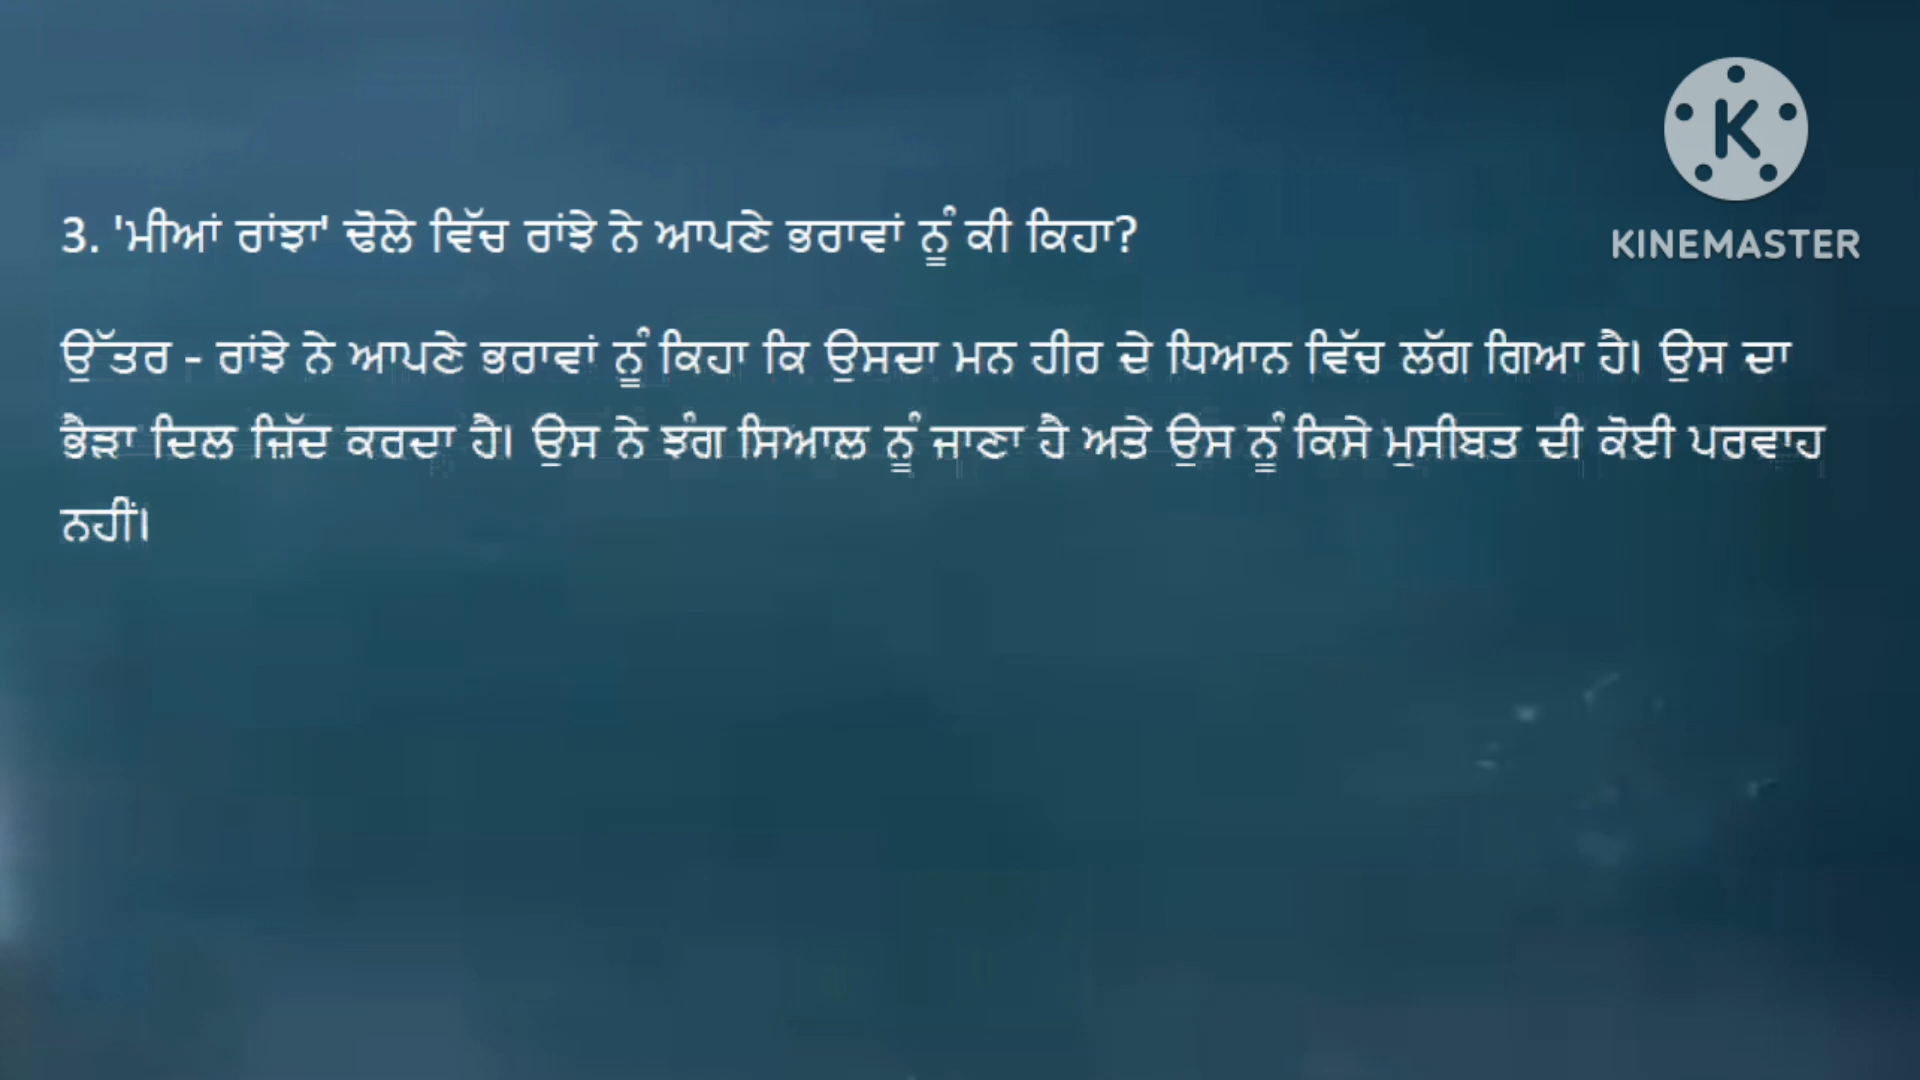 KINEMASTER
3. 'ਮੀਆਂ ਰਾਂਝਾ' ਢੋਲੇ ਵਿੱਚ ਰਾਂਝੇ ਨੇ ਆਪਣੇ ਭਰਾਵਾਂ ਨੂੰ ਕੀ ਕਿਹਾ?
ਉੱਤਰ - ਰਾਂਝੇ ਨੇ ਆਪਣੇ ਭਰਾਵਾਂ ਨੂੰ ਕਿਹਾ ਕਿ ਉਸਦਾ ਮਨ ਹੀਰ ਦੇ ਧਿਆਨ ਵਿੱਚ ਲੱਗ ਗਿਆ ਹੈ। ਉਸ ਦਾ
ਭੈੜਾ ਦਿਲ ਜ਼ਿੱਦ ਕਰਦਾ ਹੈ। ਉਸ ਨੇ ਝੰਗ ਸਿਆਲ ਨੂੰ ਜਾਣਾ ਹੈ ਅਤੇ ਉਸ ਨੂੰ ਕਿਸੇ ਮੁਸੀਬਤ ਦੀ ਕੋਈ ਪਰਵਾਹ
ਨਹੀਂ।